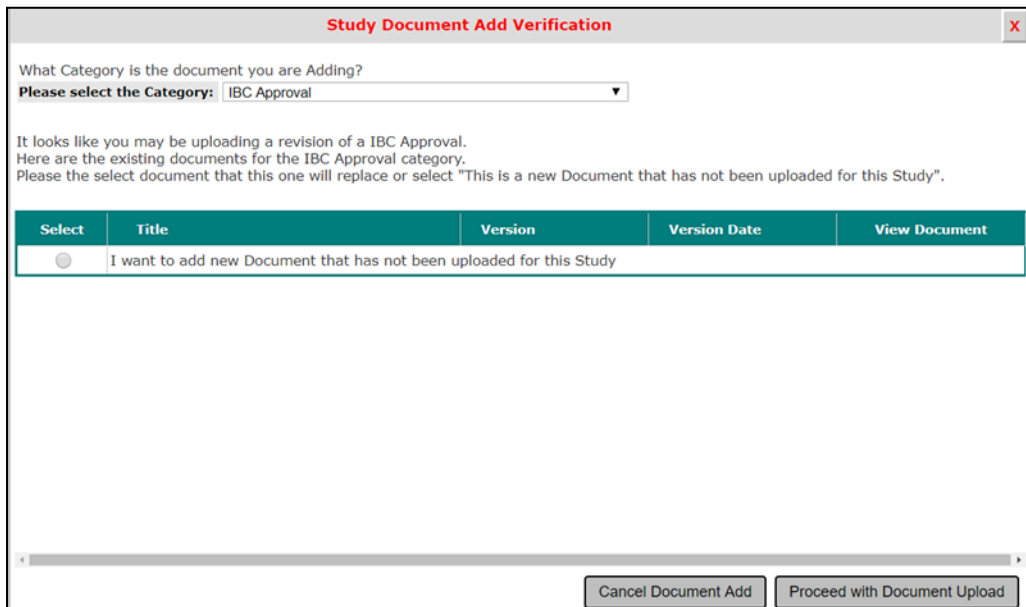 Study Document Add Verification X
What Category is the document you are Adding?
Please select the Category: IBC Approval
It looks like you may be uploading a revision of a IBC Approval.
Here are the existing documents for the IBC Approval category.
Please the select document that this one will replace or select "This is a new Document that has not been uploaded for this Study".
Select Title Version Version Date View Document
I want to add new Document that has not been uploaded for this Study
Cancel Document Add Proceed with Document Upload